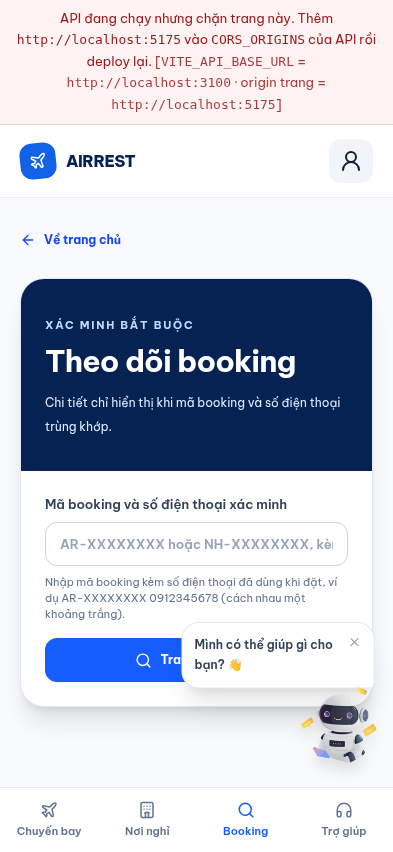 API đang chạy nhưng chặn trang này. Thêm
http://localhost:5175 vào CORS_ORIGINS của API rồi
deploy lại. [VITE_API_BASE_URL =
http://localhost:3100 · origin trang =
http://localhost:5175]
AIRREST
Về trang chủ
XÁC MINH BẮT BUỘC
Theo dõi booking
Chi tiết chỉ hiển thị khi mã booking và số điện thoại
trùng khớp.
Mã booking và số điện thoại xác minh
AR-XXXXXXXX hoặc NH-XXXXXXXX, kè
Nhập mã booking kèm số điện thoại đã dùng khi đặt, ví
dụ AR-XXXXXXXX 0912345678 (cách nhau một
khoảng trắng).
Mình có thể giúp gì cho
bạn? 👋
Chuyến bay
Nơi nghỉ
Booking
Trợ giúp